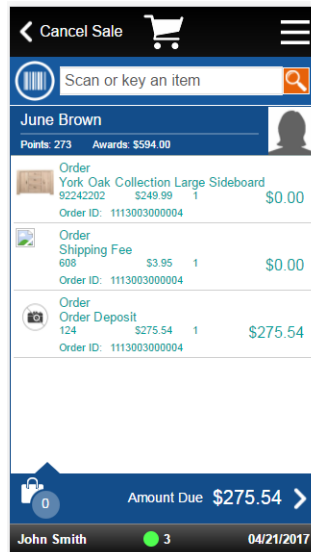 Cancel Sale
Scan or key an item
June Brown
Points: 273 Awards: $594.00
Order
York Oak Collection Large Sideboard
92242202 $249.99 1 $0.00
Order ID: 1113003000004
Order
Shipping Fee
608 $3.95 1 $0.00
Order ID: 1113003000004
Order
Order Deposit
124 $275.54 1 $275.54
Order ID: 1113003000004
0 Amount Due $275.54
John Smith 3 04/21/2017